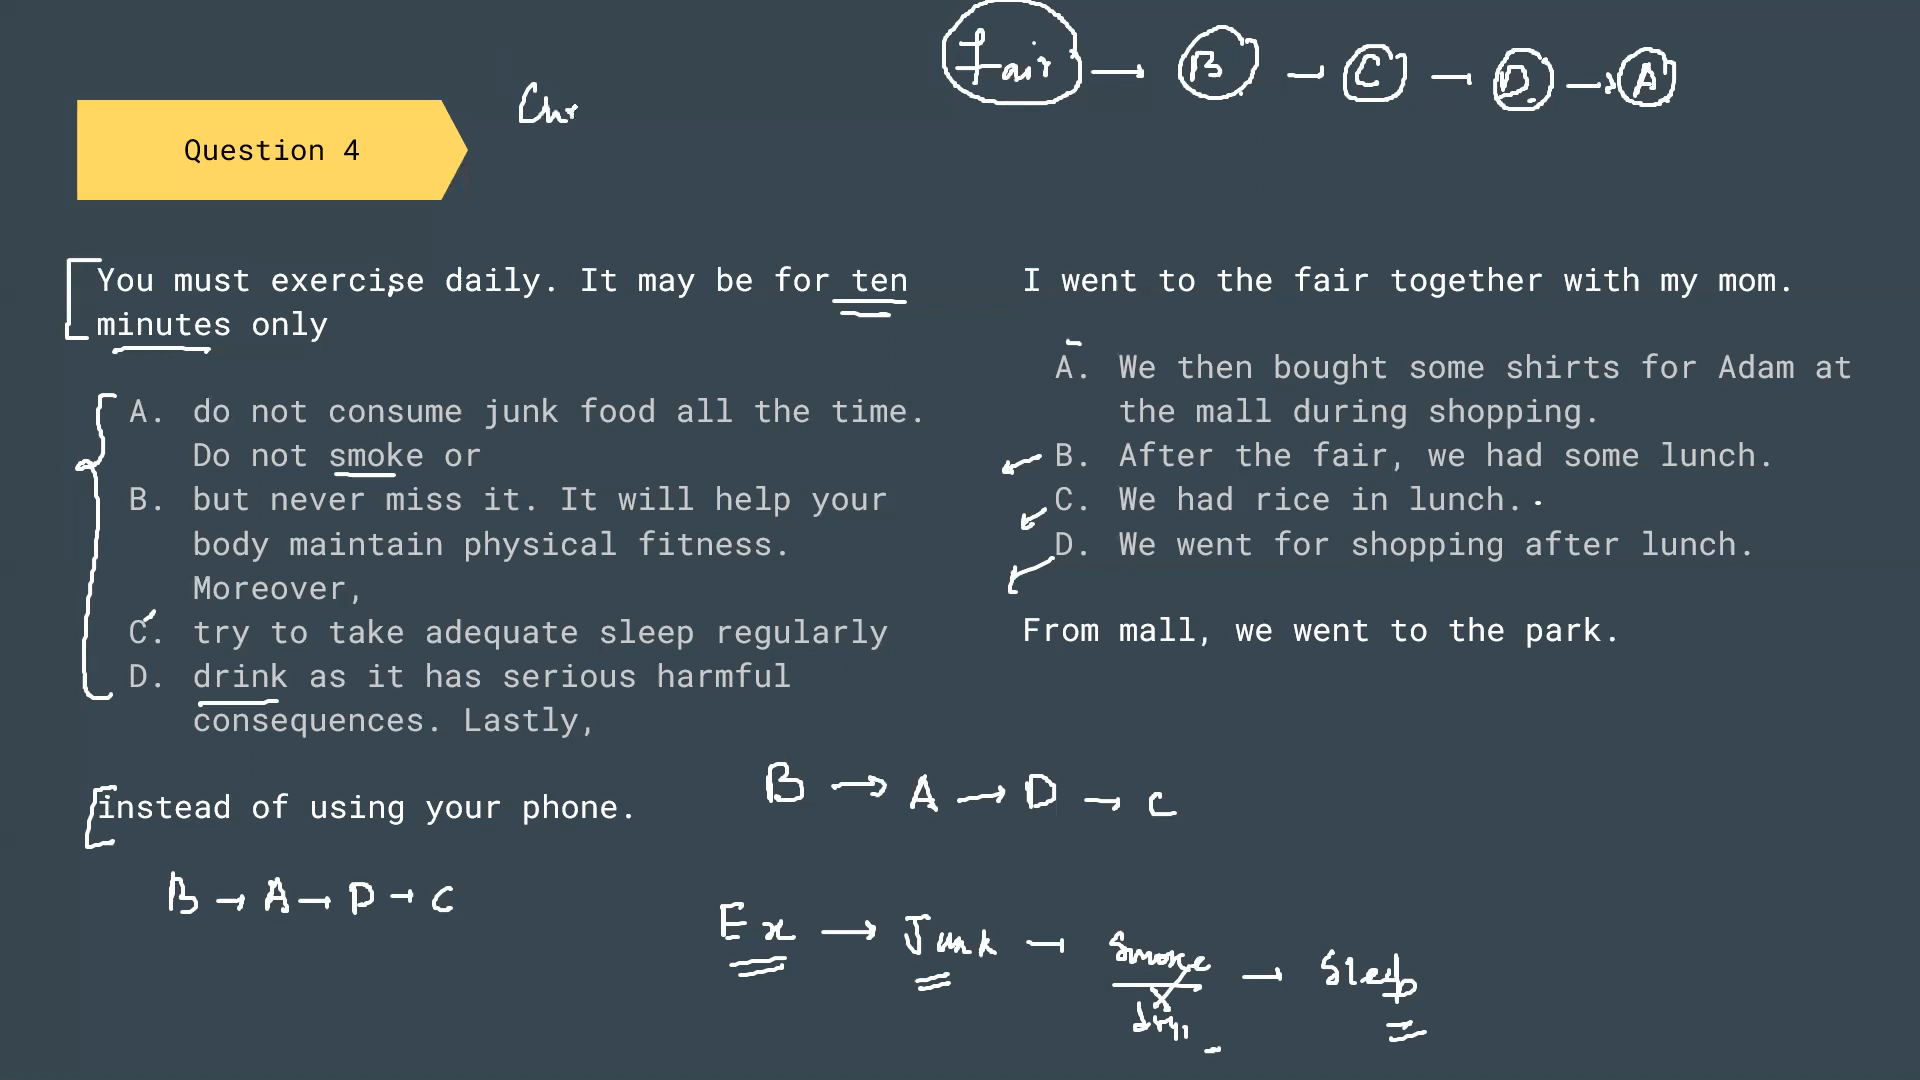 Fair → B → C → D → A
Question 4
You must exercise daily. It may be for ten
minutes only
A. do not consume junk food all the time.
Do not smoke or
B. but never miss it. It will help your
body maintain physical fitness.
Moreover,
C. try to take adequate sleep regularly
D. drink as it has serious harmful
consequences. Lastly,
instead of using your phone.
B → A → D → C
I went to the fair together with my mom.
A. We then bought some shirts for Adam at
the mall during shopping.
B. After the fair, we had some lunch.
C. We had rice in lunch.
D. We went for shopping after lunch.
From mall, we went to the park.
B → A → D → C
Ex → Junk → Smoke → Sleep